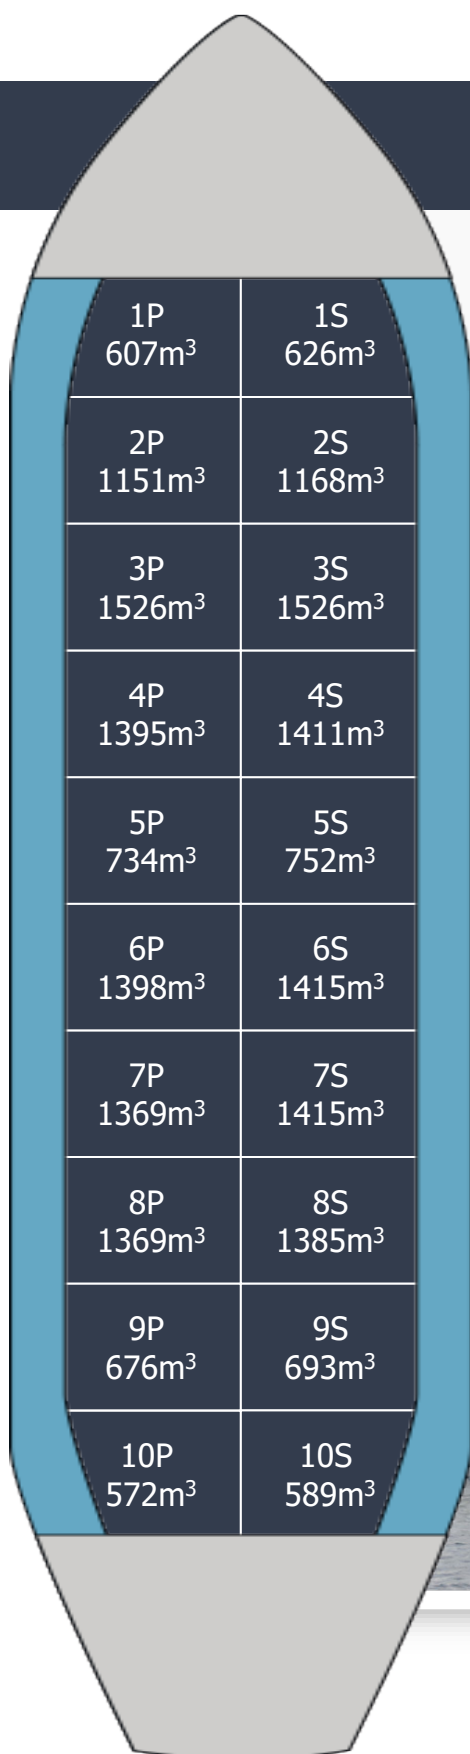 1P 1S
607m³ 626m³
2P 2S
1151m³ 1168m³
3P 3S
1526m³ 1526m³
4P 4S
1395m³ 1411m³
5P 5S
734m³ 752m³
6P 6S
1398m³ 1415m³
7P 7S
1369m³ 1415m³
8P 8S
1369m³ 1385m³
9P 9S
676m³ 693m³
10P 10S
572m³ 589m³